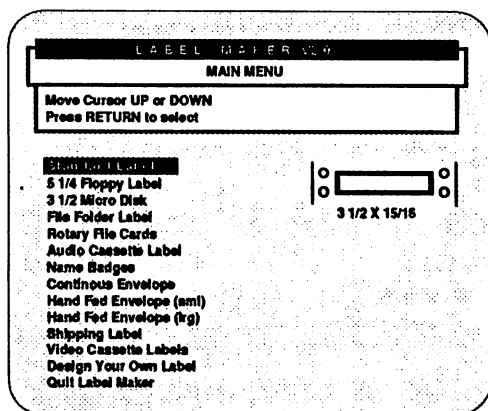 LABEL MAKER
MAIN MENU
Move Cursor UP or DOWN
Press RETURN to select
Label
5 1/4 Floppy Label
3 1/2 Micro Disk
File Folder Label
Rotary File Cards
Audio Cassette Label
Name Badges
Continous Envelope
Hand Fed Envelope (sml)
Hand Fed Envelope (lrg)
Shipping Label
Video Cassette Labels
Design Your Own Label
Quit Label Maker
3 1/2 X 15/16